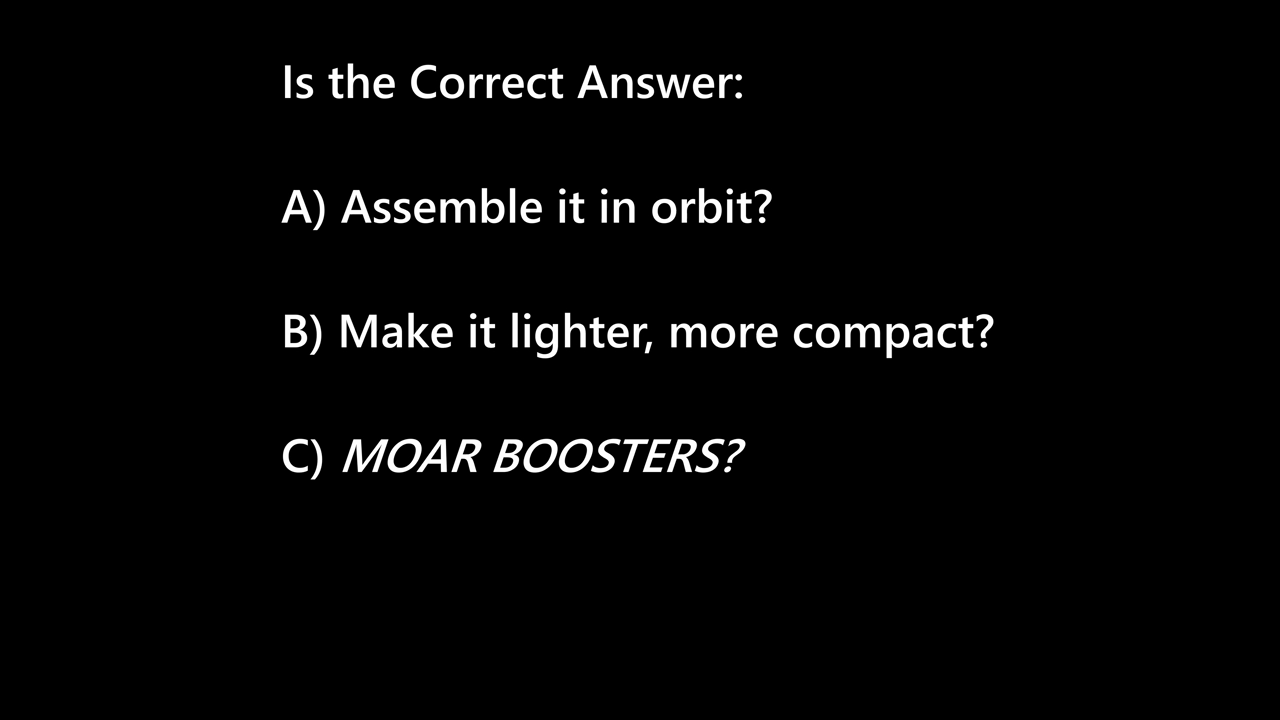 Is the Correct Answer:
A) Assemble it in orbit?
B) Make it lighter, more compact?
C) MOAR BOOSTERS?